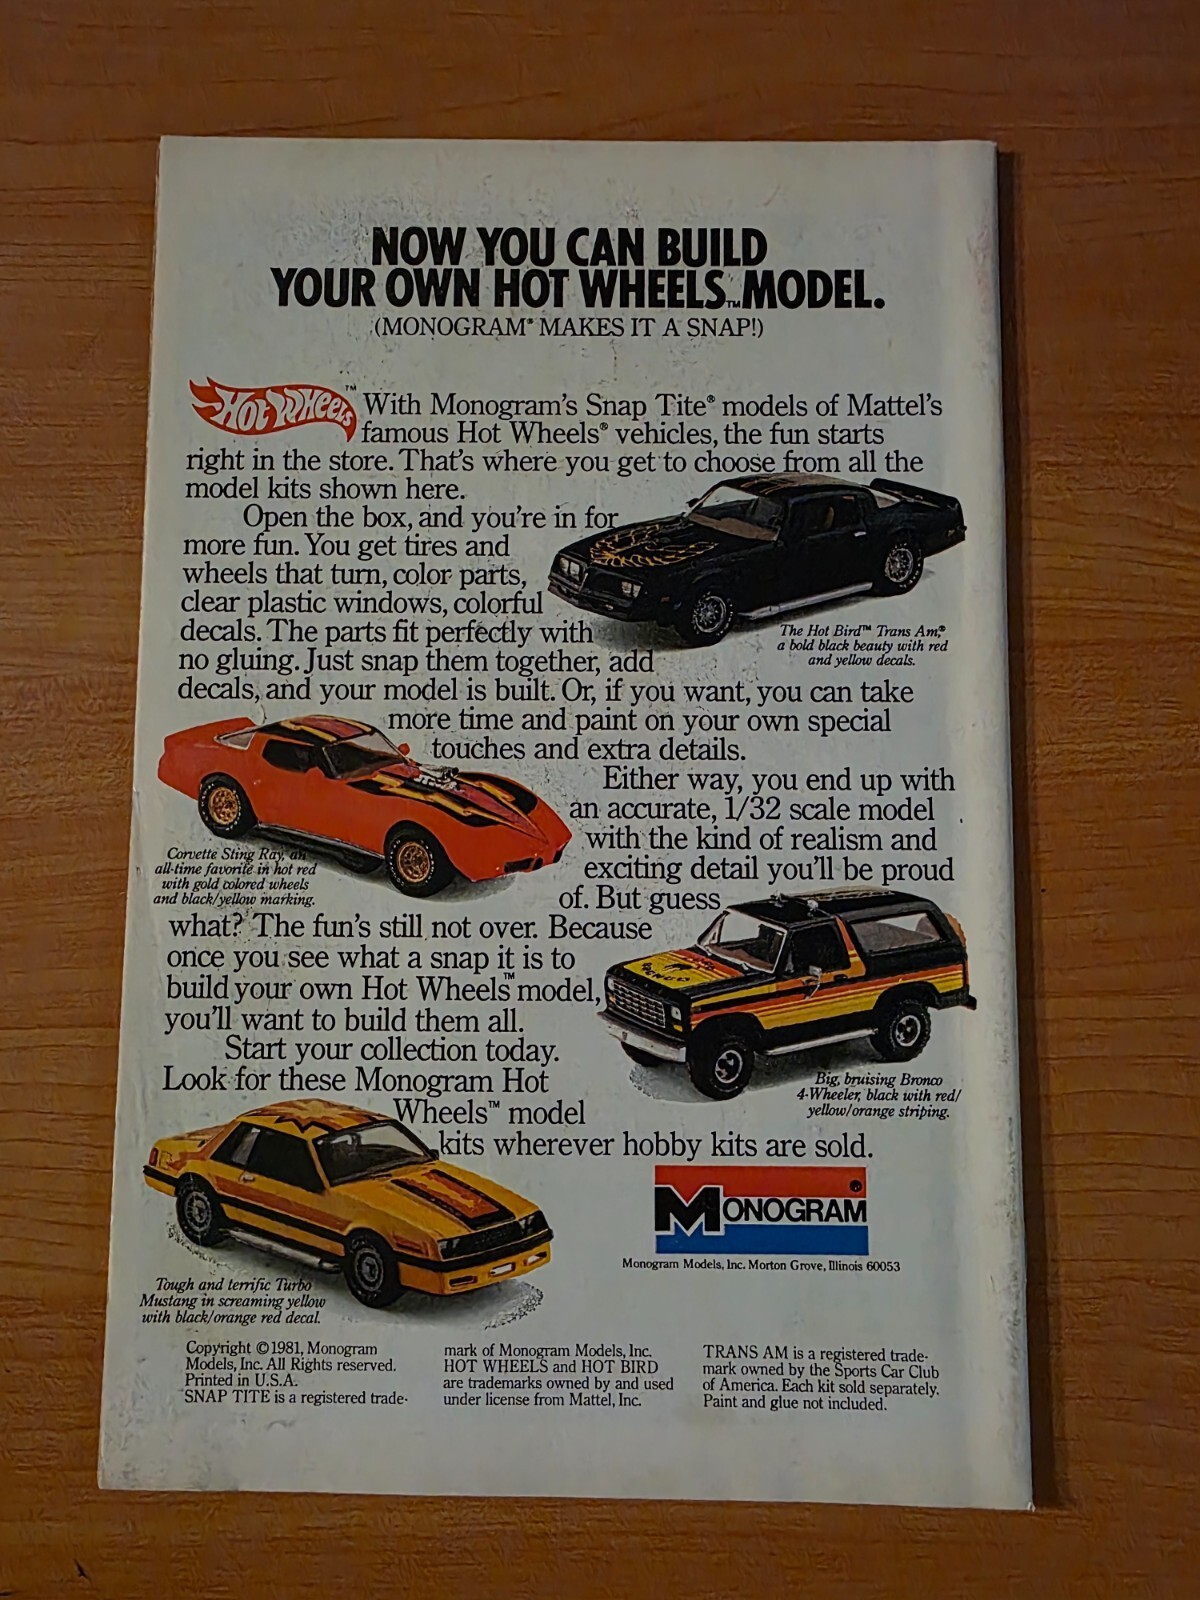 NOW YOU CAN BUILD
YOUR OWN HOT WHEELS™ MODEL.
(MONOGRAM® MAKES IT A SNAP!)
Hot Wheels™
With Monogram's Snap Tite® models of Mattel's
famous Hot Wheels® vehicles, the fun starts
right in the store. That's where you get to choose from all the
model kits shown here.
Open the box, and you're in for
more fun. You get tires and
wheels that turn, color parts,
clear plastic windows, colorful
decals. The parts fit perfectly with
no gluing. Just snap them together, add
decals, and your model is built. Or, if you want, you can take
more time and paint on your own special
touches and extra details.
The Hot Bird™ Trans Am,®
a bold black beauty with red
and yellow decals.
Either way, you end up with
an accurate, 1/32 scale model
with the kind of realism and
exciting detail you'll be proud
of. But guess
what? The fun's still not over. Because
once you see what a snap it is to
build your own Hot Wheels™ model,
you'll want to build them all.
Start your collection today.
Look for these Monogram Hot
Wheels™ model
kits wherever hobby kits are sold.
Corvette Sting Ray, an
all-time favorite in hot red
with gold colored wheels
and black/yellow marking.
BRONCO
Big, bruising Bronco
4-Wheeler, black with red/
yellow/orange striping.
Tough and terrific Turbo
Mustang in screaming yellow
with black/orange red decal.
MONOGRAM®
Monogram Models, Inc. Morton Grove, Illinois 60053
Copyright ©1981, Monogram
Models, Inc. All Rights reserved.
Printed in U.S.A.
SNAP TITE is a registered trade-
mark of Monogram Models, Inc.
HOT WHEELS and HOT BIRD
are trademarks owned by and used
under license from Mattel, Inc.
TRANS AM is a registered trade-
mark owned by the Sports Car Club
of America. Each kit sold separately.
Paint and glue not included.